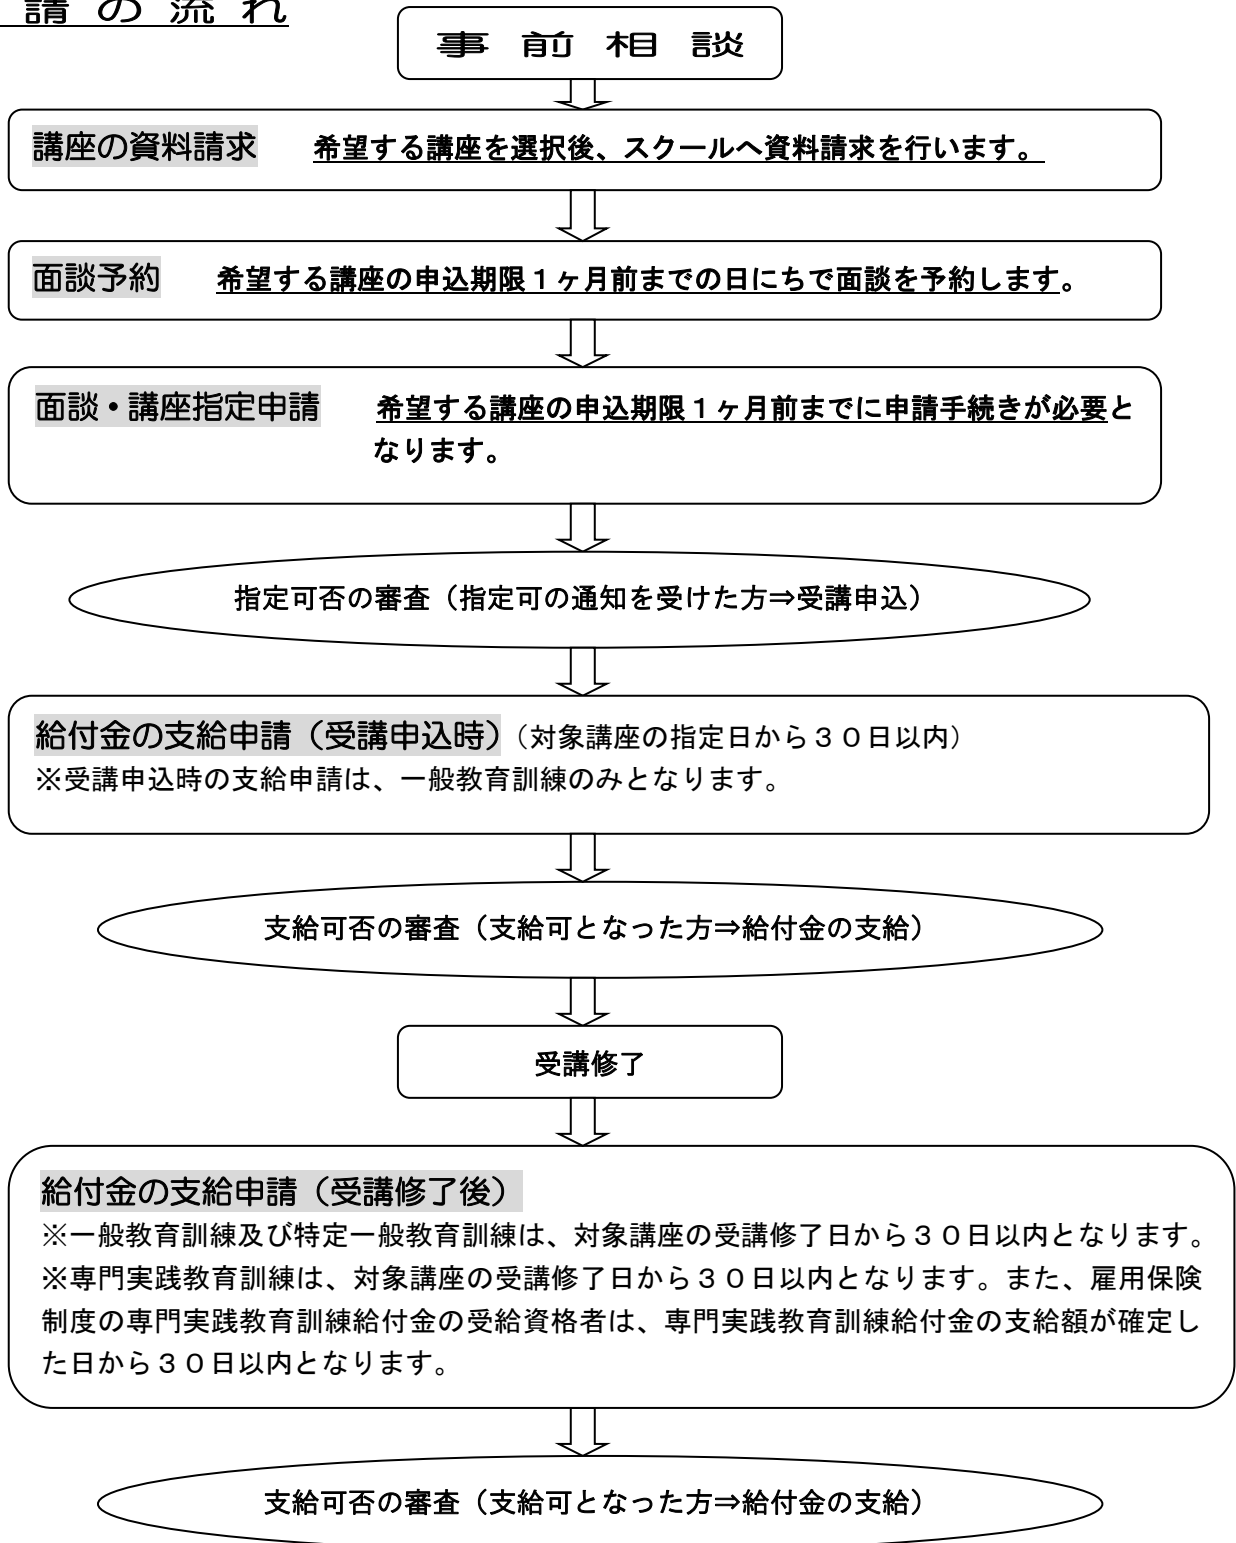 請 の 流 れ
事 前 相 談
講座の資料請求 希望する講座を選択後、スクールへ資料請求を行います。
面談予約 希望する講座の申込期限１ヶ月前までの日にちで面談を予約します。
面談・講座指定申請 希望する講座の申込期限１ヶ月前までに申請手続きが必要と
なります。
指定可否の審査（指定可の通知を受けた方⇒受講申込）
給付金の支給申請（受講申込時）（対象講座の指定日から３０日以内）
※受講申込時の支給申請は、一般教育訓練のみとなります。
支給可否の審査（支給可となった方⇒給付金の支給）
受講修了
給付金の支給申請（受講修了後）
※一般教育訓練及び特定一般教育訓練は、対象講座の受講修了日から３０日以内となります。
※専門実践教育訓練は、対象講座の受講修了日から３０日以内となります。また、雇用保険
制度の専門実践教育訓練給付金の受給資格者は、専門実践教育訓練給付金の支給額が確定し
た日から３０日以内となります。
支給可否の審査（支給可となった方⇒給付金の支給）